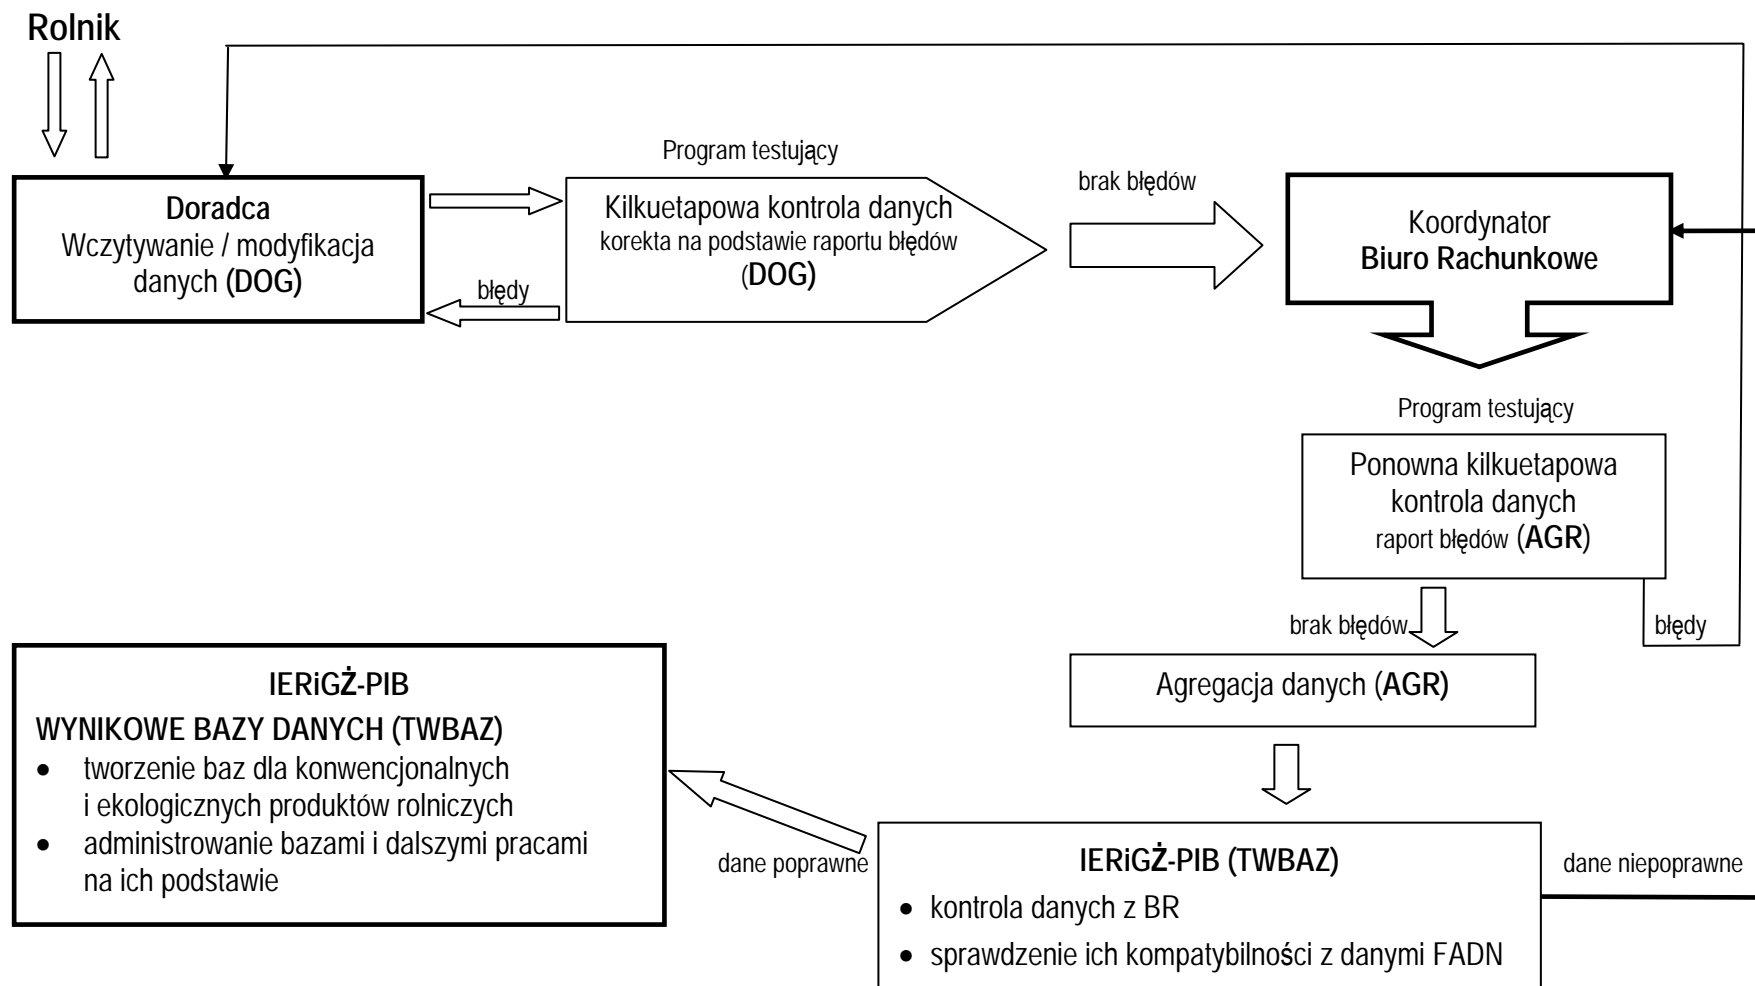 Rolnik
Program testujący
Doradca
Wczytywanie / modyfikacja
danych (DOG)
błędy
Kilkuetapowa kontrola danych
korekta na podstawie raportu błędów
(DOG)
brak błędów
Koordynator
Biuro Rachunkowe
Program testujący
Ponowna kilkuetapowa
kontrola danych
raport błędów (AGR)
brak błędów
błędy
Agregacja danych (AGR)
IERiGŻ-PIB
WYNIKOWE BAZY DANYCH (TWBAZ)
• tworzenie baz dla konwencjonalnych
i ekologicznych produktów rolniczych
• administrowanie bazami i dalszymi pracami
na ich podstawie
dane poprawne
IERiGŻ-PIB (TWBAZ)
• kontrola danych z BR
• sprawdzenie ich kompatybilności z danymi FADN
dane niepoprawne